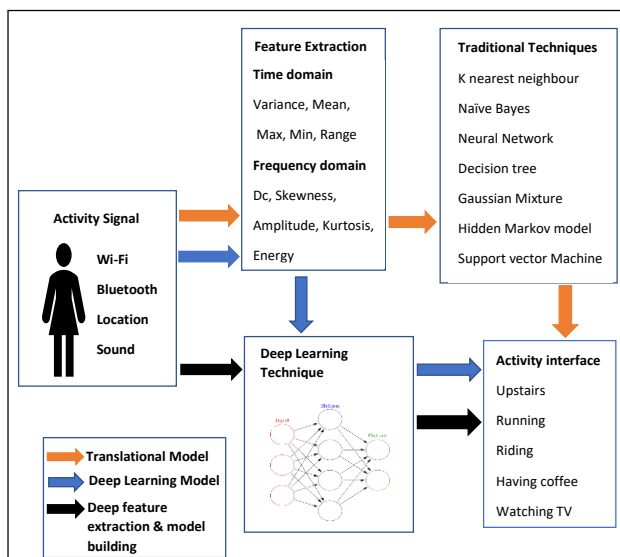 Feature Extraction
Time domain
Variance, Mean,
Max, Min, Range
Frequency domain
Dc, Skewness,
Amplitude, Kurtosis,
Energy
Traditional Techniques
K nearest neighbour
Naïve Bayes
Neural Network
Decision tree
Gaussian Mixture
Hidden Markov model
Support vector Machine
Activity Signal
Wi-Fi
Bluetooth
Location
Sound
Deep Learning
Technique
Input
Hidden
Output
Activity interface
Upstairs
Running
Riding
Having coffee
Watching TV
Translational Model
Deep Learning Model
Deep feature
extraction & model
building